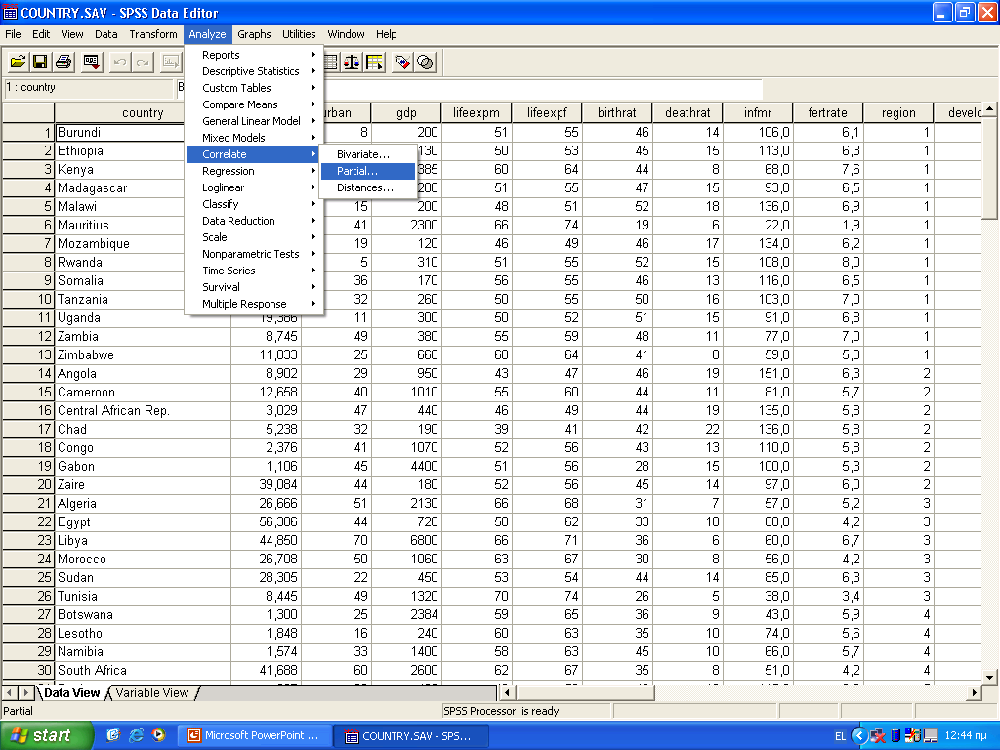 COUNTRY.SAV - SPSS Data Editor
File Edit View Data Transform Analyze Graphs Utilities Window Help
1 : country
Reports
Descriptive Statistics
Custom Tables
Compare Means
General Linear Model
Mixed Models
Correlate
Regression
Loglinear
Classify
Data Reduction
Scale
Nonparametric Tests
Time Series
Survival
Multiple Response
Bivariate...
Partial...
Distances...
country urban gdp lifeexpm lifeexpf birthrat deathrat infmr fertrate region
1 Burundi 8 200 51 55 46 14 106,0 6,1 1
2 Ethiopia 130 50 53 45 15 113,0 6,3 1
3 Kenya 385 60 64 44 8 68,0 7,6 1
4 Madagascar 200 51 55 47 15 93,0 6,5 1
5 Malawi 15 200 48 51 52 18 136,0 6,9 1
6 Mauritius 41 2300 66 74 19 6 22,0 1,9 1
7 Mozambique 19 120 46 49 46 17 134,0 6,2 1
8 Rwanda 5 310 51 55 52 15 108,0 8,0 1
9 Somalia 36 170 56 55 46 13 116,0 6,5 1
10 Tanzania 32 260 50 55 50 16 103,0 7,0 1
11 Uganda 19,386 11 300 50 52 51 15 91,0 6,8 1
12 Zambia 8,745 49 380 55 59 48 11 77,0 7,0 1
13 Zimbabwe 11,033 25 660 60 64 41 8 59,0 5,3 1
14 Angola 8,902 29 950 43 47 46 19 151,0 6,3 2
15 Cameroon 12,658 40 1010 55 60 44 11 81,0 5,7 2
16 Central African Rep. 3,029 47 440 46 49 44 19 135,0 5,8 2
17 Chad 5,238 32 190 39 41 42 22 136,0 5,8 2
18 Congo 2,376 41 1070 52 56 43 13 110,0 5,8 2
19 Gabon 1,106 45 4400 51 56 28 15 100,0 5,3 2
20 Zaire 39,084 44 180 52 56 45 14 97,0 6,0 2
21 Algeria 26,666 51 2130 66 68 31 7 57,0 5,2 3
22 Egypt 56,386 44 720 58 62 33 10 80,0 4,2 3
23 Libya 44,850 70 6800 66 71 36 6 60,0 6,7 3
24 Morocco 26,708 50 1060 63 67 30 8 56,0 4,2 3
25 Sudan 28,305 22 450 53 54 44 14 85,0 6,3 3
26 Tunisia 8,445 49 1320 70 74 26 5 38,0 3,4 3
27 Botswana 1,300 25 2384 59 65 36 9 43,0 5,9 4
28 Lesotho 1,848 16 240 60 63 35 10 74,0 5,6 4
29 Namibia 1,574 33 1400 58 63 45 10 66,0 5,7 4
30 South Africa 41,688 60 2600 62 67 35 8 51,0 4,2 4
Data View Variable View
Partial SPSS Processor is ready
start Microsoft PowerPoint ... COUNTRY.SAV - SPS... EL 12:44 πμ